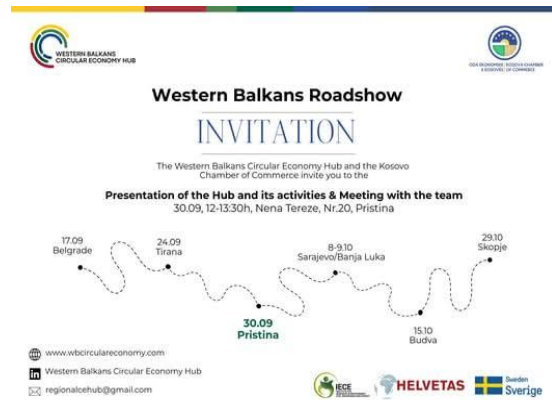 WESTERN BALKANS
CIRCULAR ECONOMY HUB
Western Balkans Roadshow
INVITATION
The Western Balkans Circular Economy Hub and the Kosovo
Chamber of Commerce invite you to the
Presentation of the Hub and its activities & Meeting with the team
30.09, 12-13:30h, Nena Tereze, Nr.20, Pristina
17.09
Belgrade
24.09
Tirana
30.09
Pristina
8-9.10
Sarajevo/Banja Luka
15.10
Budva
29.10
Skopje
www.wbcirculareconomy.com
Western Balkans Circular Economy Hub
regionalcehub@gmail.com
IECE
HELVETAS
Sweden
Sverige